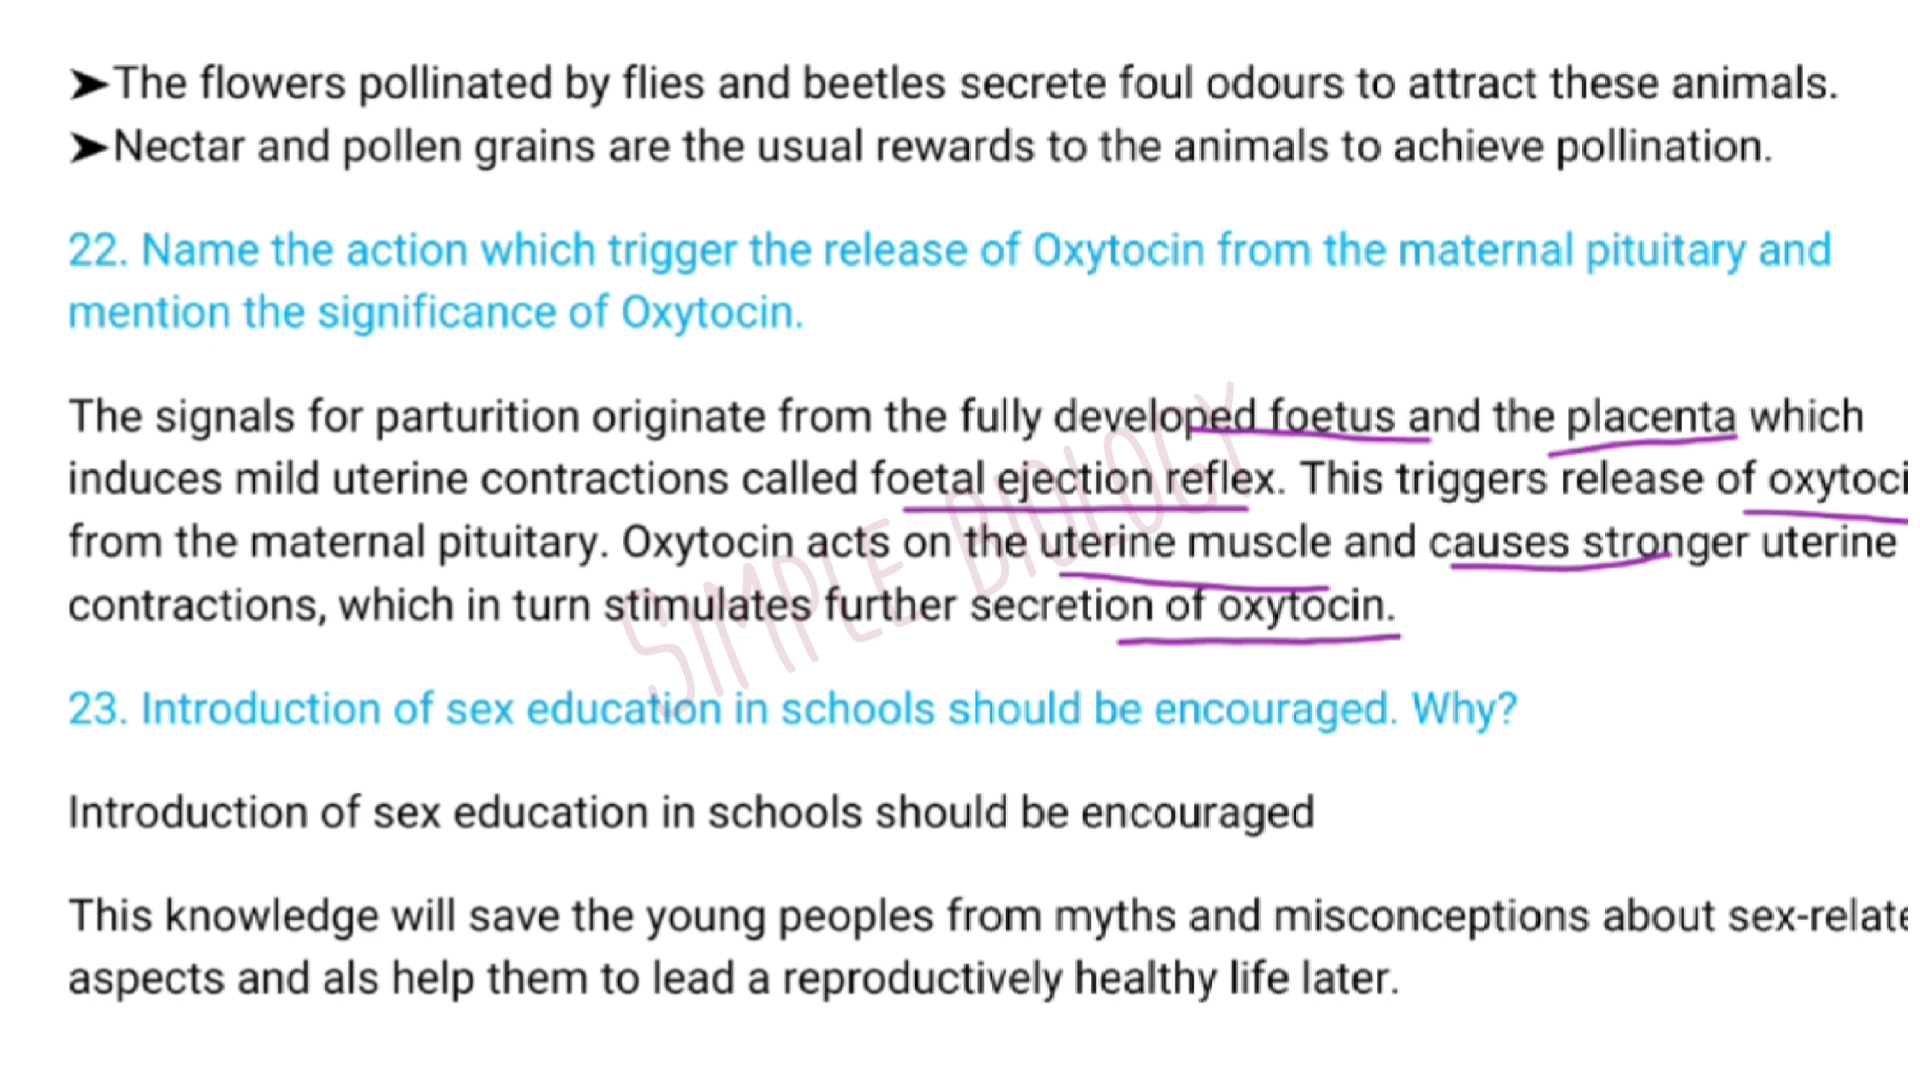 ➤The flowers pollinated by flies and beetles secrete foul odours to attract these animals.
➤Nectar and pollen grains are the usual rewards to the animals to achieve pollination.
22. Name the action which trigger the release of Oxytocin from the maternal pituitary and
mention the significance of Oxytocin.
The signals for parturition originate from the fully developed foetus and the placenta which
induces mild uterine contractions called foetal ejection reflex. This triggers release of oxytoci
from the maternal pituitary. Oxytocin acts on the uterine muscle and causes stronger uterine
contractions, which in turn stimulates further secretion of oxytocin.
SIMPLE BIOLOGY
23. Introduction of sex education in schools should be encouraged. Why?
Introduction of sex education in schools should be encouraged
This knowledge will save the young peoples from myths and misconceptions about sex-relate
aspects and als help them to lead a reproductively healthy life later.